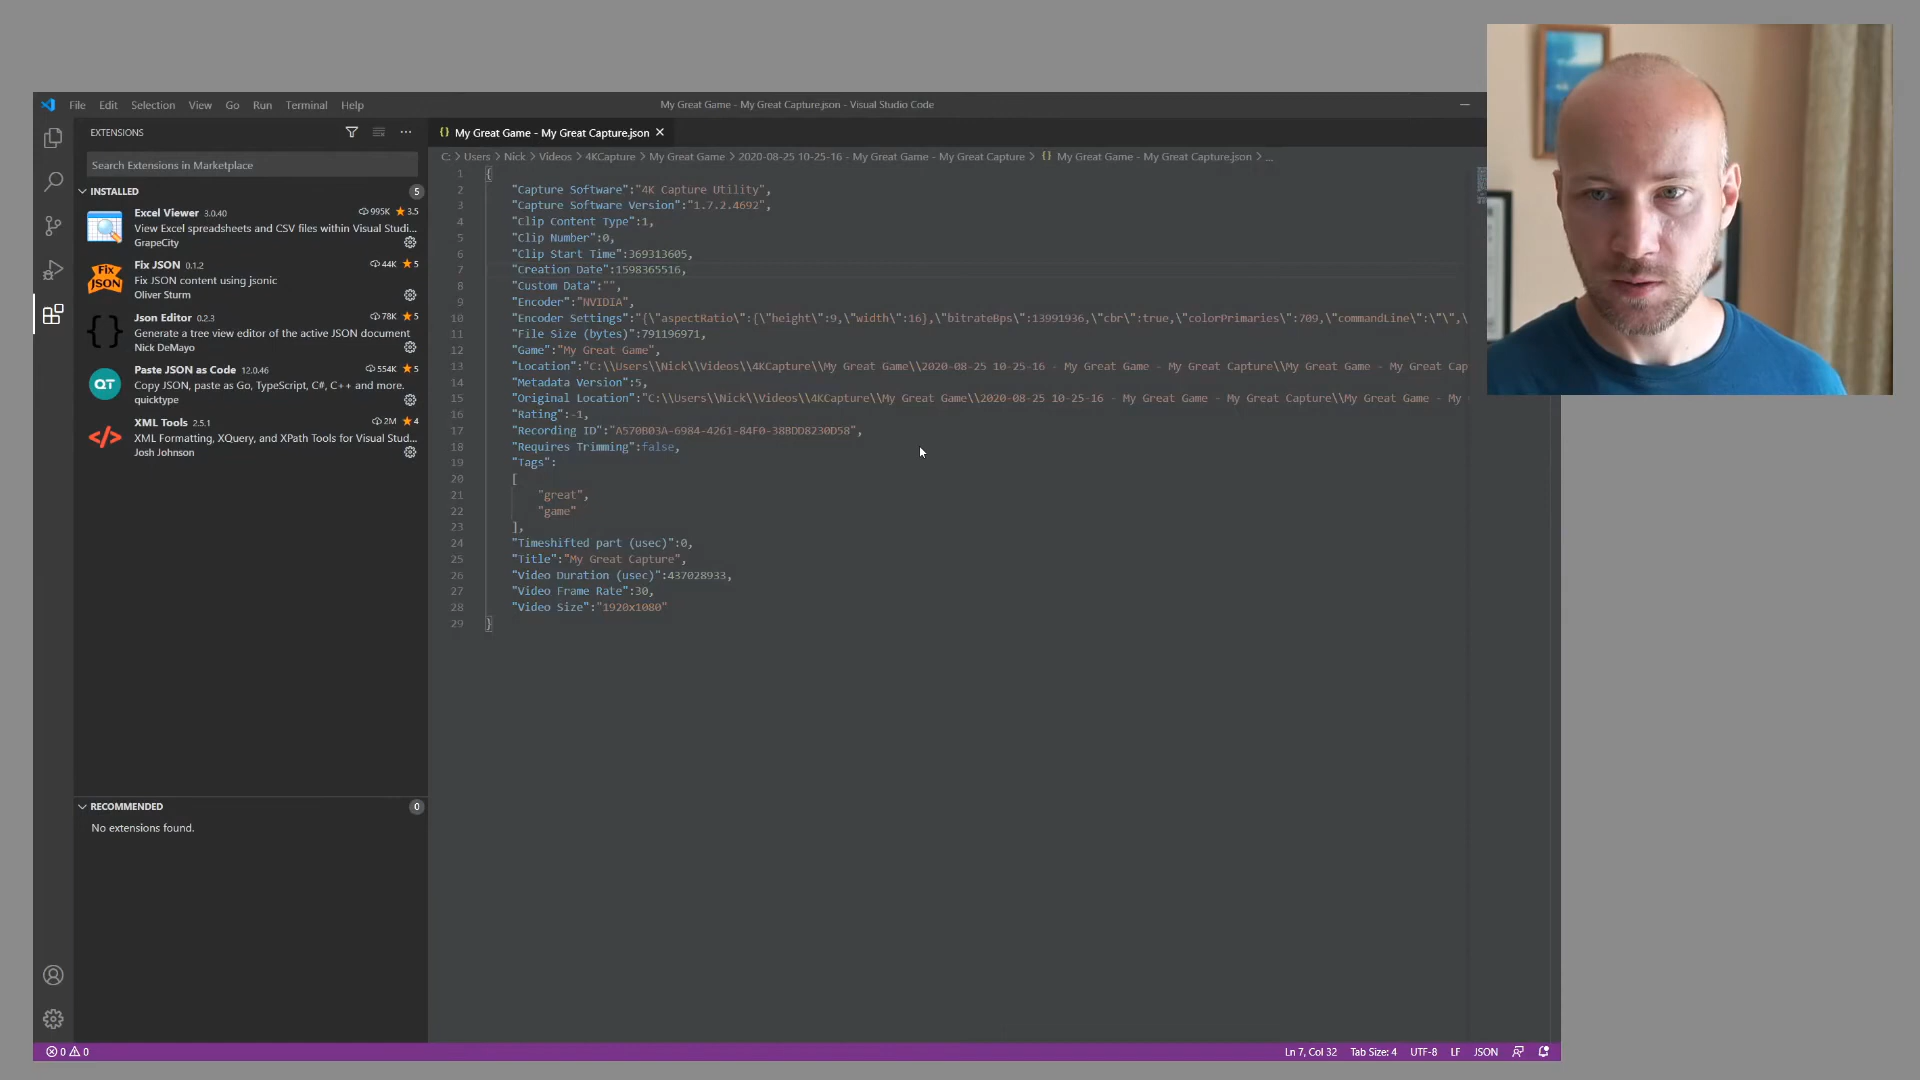 File Edit Selection View Go Run Terminal Help
My Great Game - My Great Capture.json - Visual Studio Code
EXTENSIONS
Search Extensions in Marketplace
INSTALLED 5
Excel Viewer 3.0.40 995K 3.5
View Excel spreadsheets and CSV files within Visual Studi...
GrapeCity
Fix JSON 0.1.2 44K 5
Fix JSON content using jsonic
Oliver Sturm
Json Editor 0.2.3 78K 5
Generate a tree view editor of the active JSON document
Nick DeMayo
Paste JSON as Code 12.0.46 554K 5
Copy JSON, paste as Go, TypeScript, C#, C++ and more.
quicktype
XML Tools 2.5.1 2M 4
XML Formatting, XQuery, and XPath Tools for Visual Stud...
Josh Johnson
RECOMMENDED 0
No extensions found.
{} My Great Game - My Great Capture.json ×
C: > Users > Nick > Videos > 4KCapture > My Great Game > 2020-08-25 10-25-16 - My Great Game - My Great Capture > {} My Great Game - My Great Capture.json > ...
1 {
2 "Capture Software":"4K Capture Utility",
3 "Capture Software Version":"1.7.2.4692",
4 "Clip Content Type":1,
5 "Clip Number":0,
6 "Clip Start Time":369313605,
7 "Creation Date":1598365516,
8 "Custom Data":"",
9 "Encoder":"NVIDIA",
10 "Encoder Settings":"{\"aspectRatio\":{\"height\":9,\"width\":16},\"bitrateBps\":13991936,\"cbr\":true,\"colorPrimaries\":709,\"commandLine\":\"\",\
11 "File Size (bytes)":791196971,
12 "Game":"My Great Game",
13 "Location":"C:\\Users\\Nick\\Videos\\4KCapture\\My Great Game\\2020-08-25 10-25-16 - My Great Game - My Great Capture\\My Great Game - My Great Cap
14 "Metadata Version":5,
15 "Original Location":"C:\\Users\\Nick\\Videos\\4KCapture\\My Great Game\\2020-08-25 10-25-16 - My Great Game - My Great Capture\\My Great Game - My
16 "Rating":-1,
17 "Recording ID":"A570B03A-6984-4261-84F0-38BDD8230D58",
18 "Requires Trimming":false,
19 "Tags":
20 [
21 "great",
22 "game"
23 ],
24 "Timeshifted part (usec)":0,
25 "Title":"My Great Capture",
26 "Video Duration (usec)":437028933,
27 "Video Frame Rate":30,
28 "Video Size":"1920x1080"
29 }
0 0
Ln 7, Col 32 Tab Size: 4 UTF-8 LF JSON